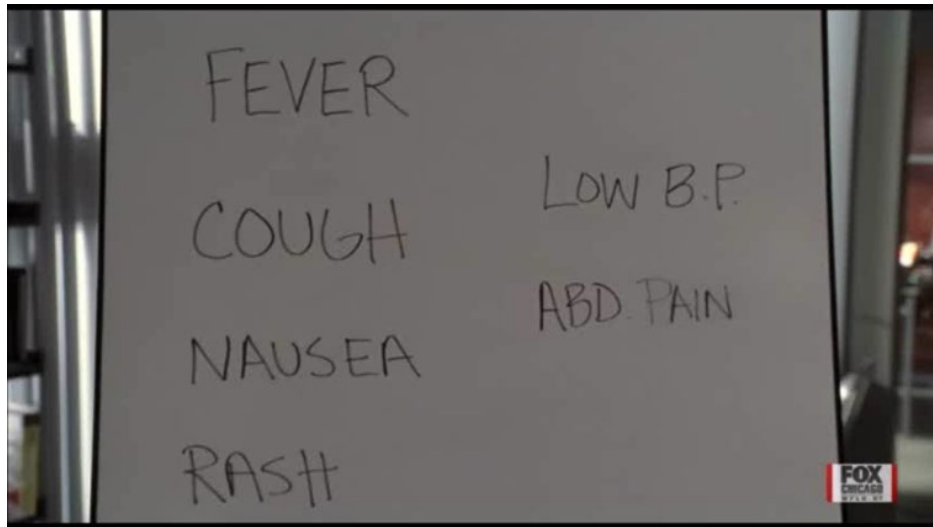 FEVER
COUGH
NAUSEA
RASH
LOW B.P.
ABD. PAIN
FOX
CHICAGO